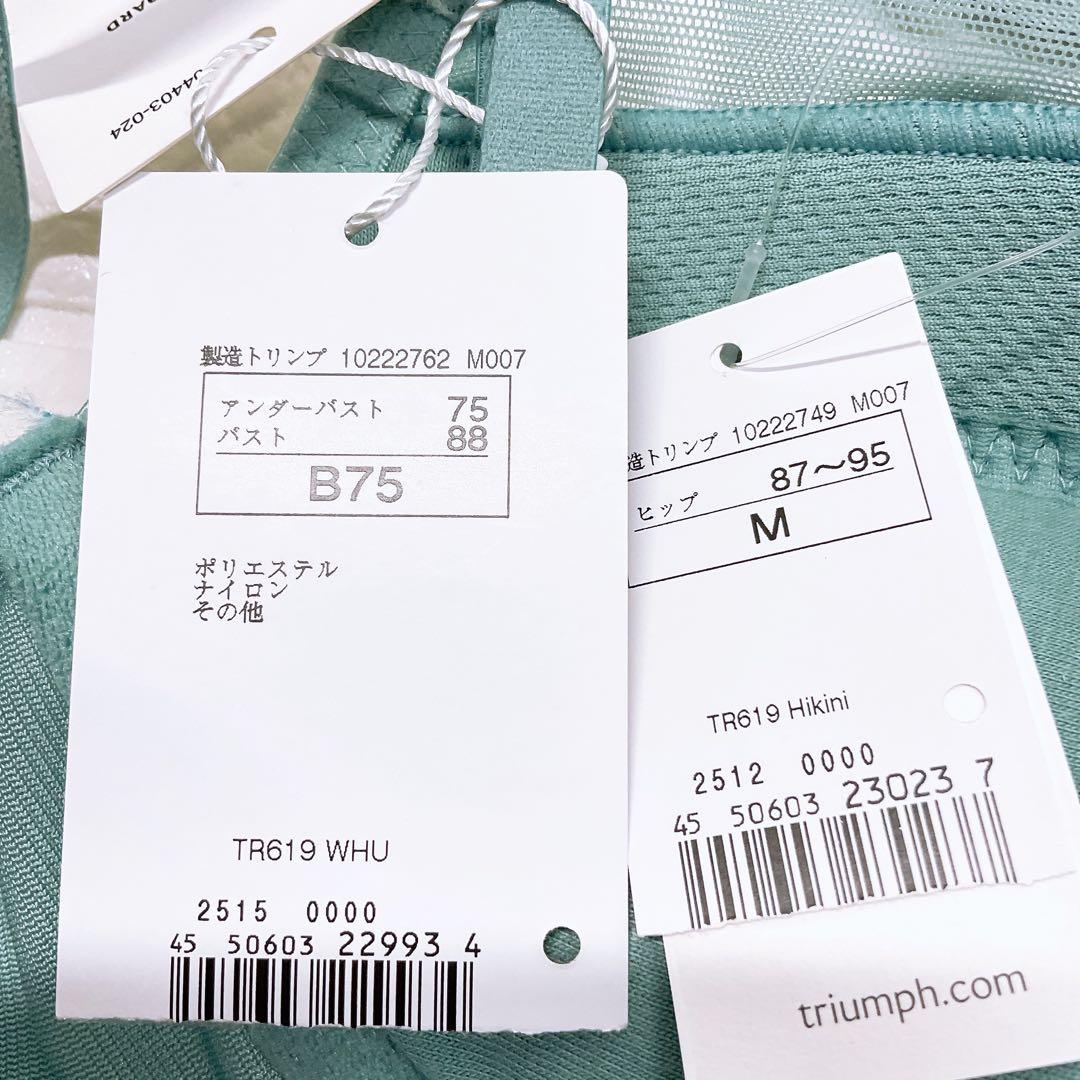 04403-024
製造トリンプ 10222762 M007
アンダーバスト 75
バスト 88
B75
ポリエステル
ナイロン
その他
TR619 WHU
2515 0000
45 50603 22993 4
造トリンプ 10222749 M007
ヒップ 87～95
M
TR619 Hikini
2512 0000
45 50603 23023 7
triumph.com